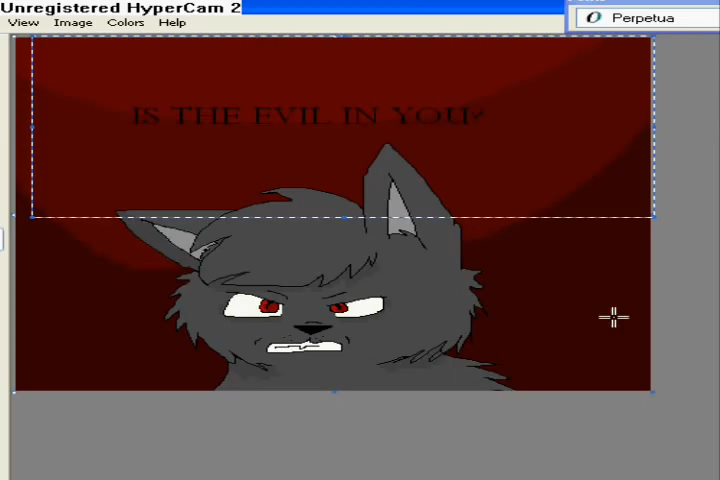 Unregistered HyperCam 2
View Image Colors Help
Perpetua
IS THE EVIL IN YOU?